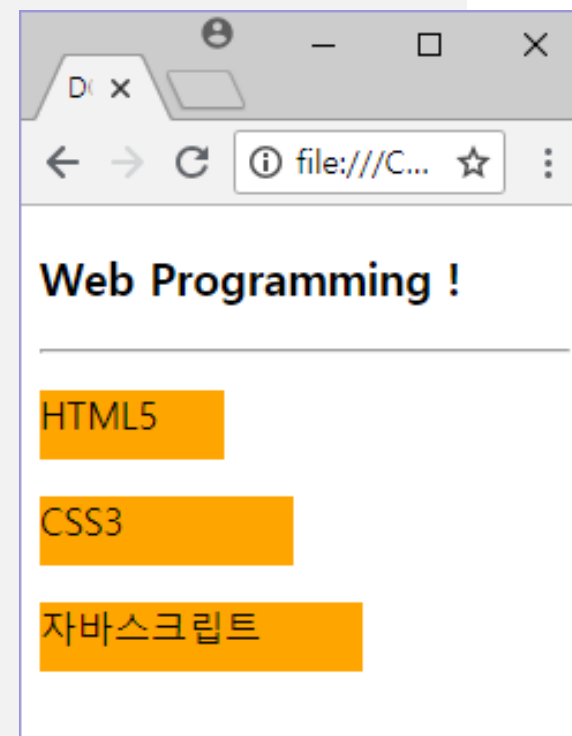 D
file:///C...
Web Programming !
HTML5
CSS3
자바스크립트